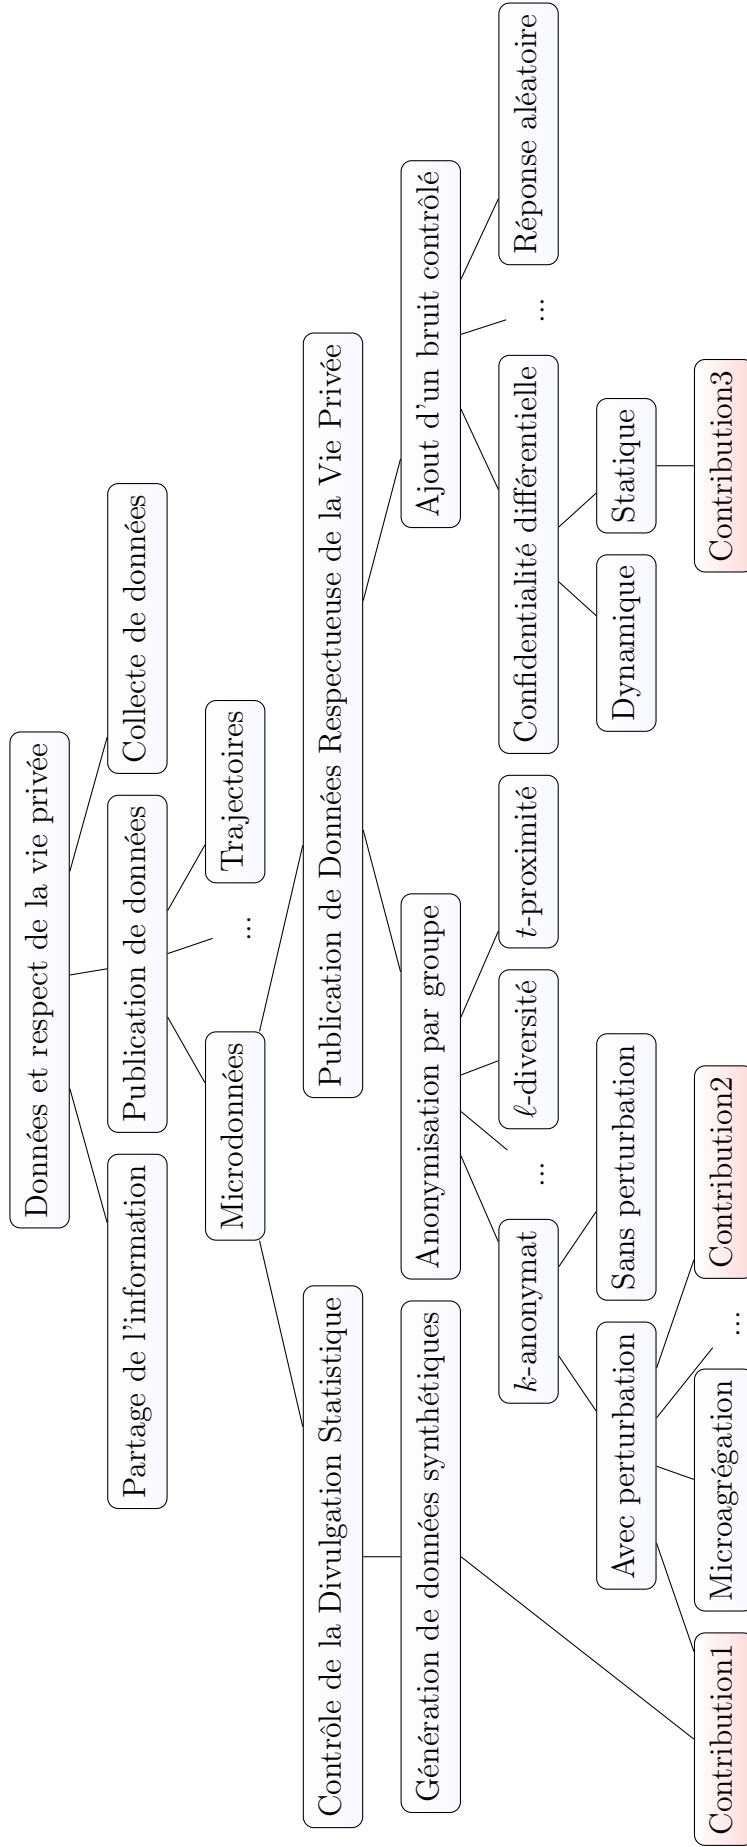 Données et respect de la vie privée
Partage de l'information
Publication de données
Collecte de données
Microdonnées
...
Trajectoires
Contrôle de la Divulgation Statistique
Publication de Données Respectueuse de la Vie Privée
Génération de données synthétiques
Anonymisation par groupe
Ajout d'un bruit contrôlé
k-anonymat
...
ℓ-diversité
t-proximité
Confidentialité différentielle
...
Réponse aléatoire
Avec perturbation
Sans perturbation
Dynamique
Statique
Contribution1
Microagrégation
...
Contribution2
Contribution3